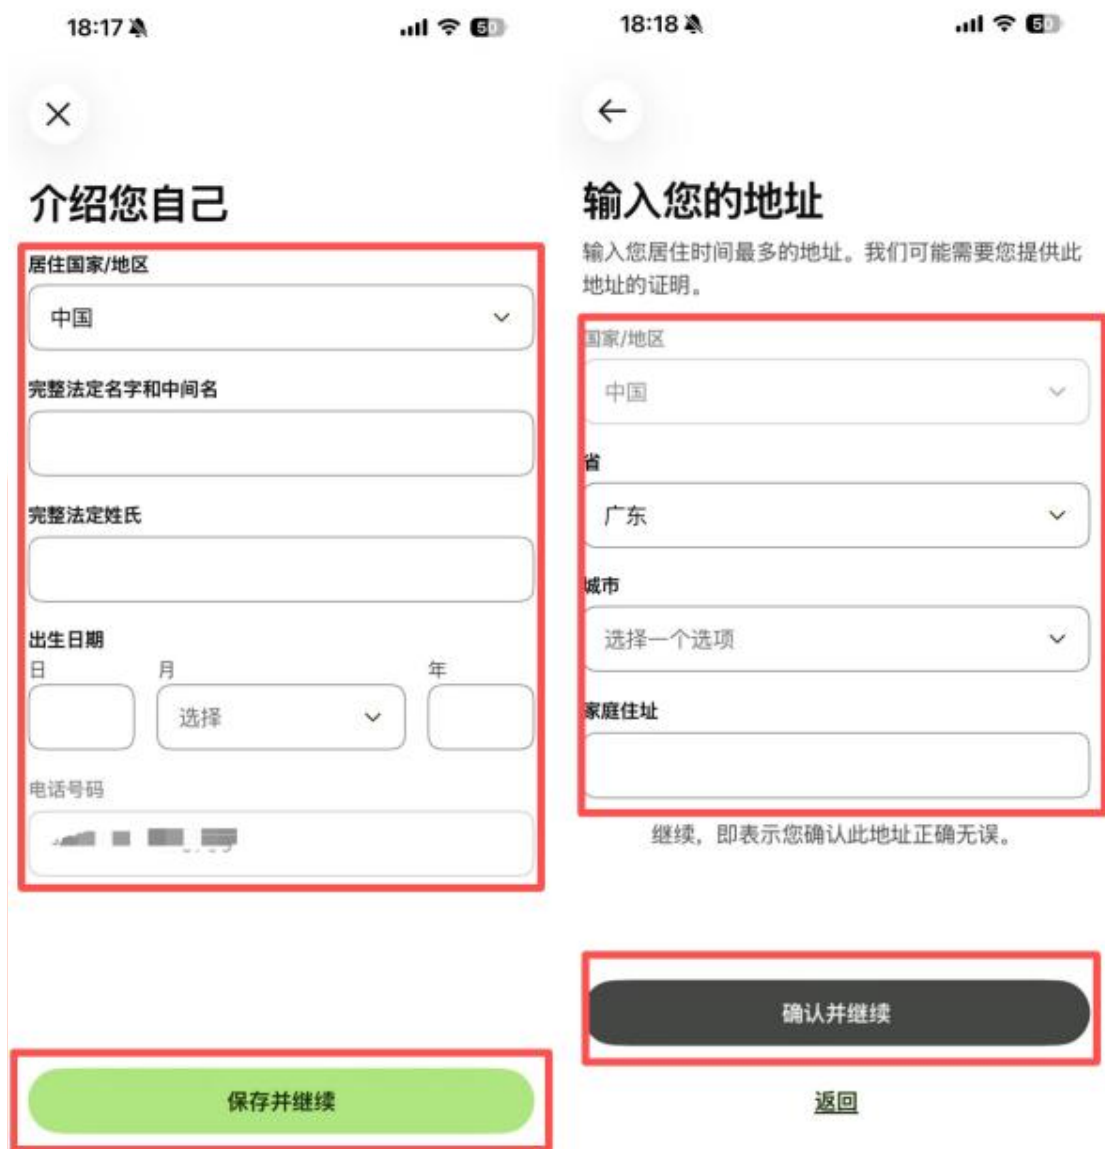 18:17
50
介绍您自己
居住国家/地区
中国
完整法定名字和中间名
完整法定姓氏
出生日期
日 月 年
选择
电话号码
保存并继续
18:18
50
输入您的地址
输入您居住时间最多的地址。我们可能需要您提供此
地址的证明。
国家/地区
中国
省
广东
城市
选择一个选项
家庭住址
继续，即表示您确认此地址正确无误。
确认并继续
返回